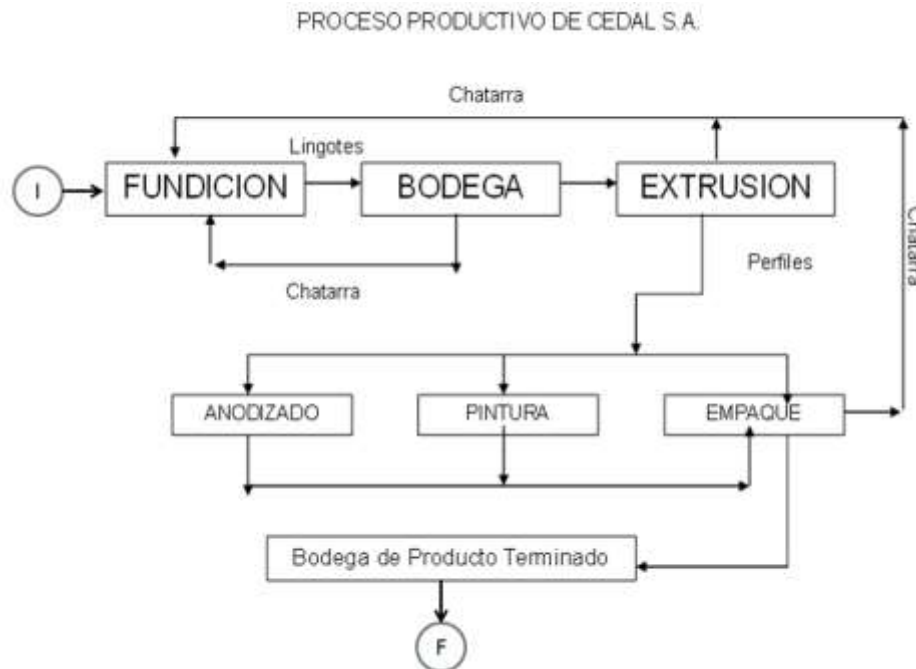 PROCESO PRODUCTIVO DE CEDAL S.A.
Chatarra
Lingotes
I
FUNDICION
BODEGA
EXTRUSION
Chatarra
Perfiles
Chatarra
ANODIZADO
PINTURA
EMPAQUE
Bodega de Producto Terminado
F